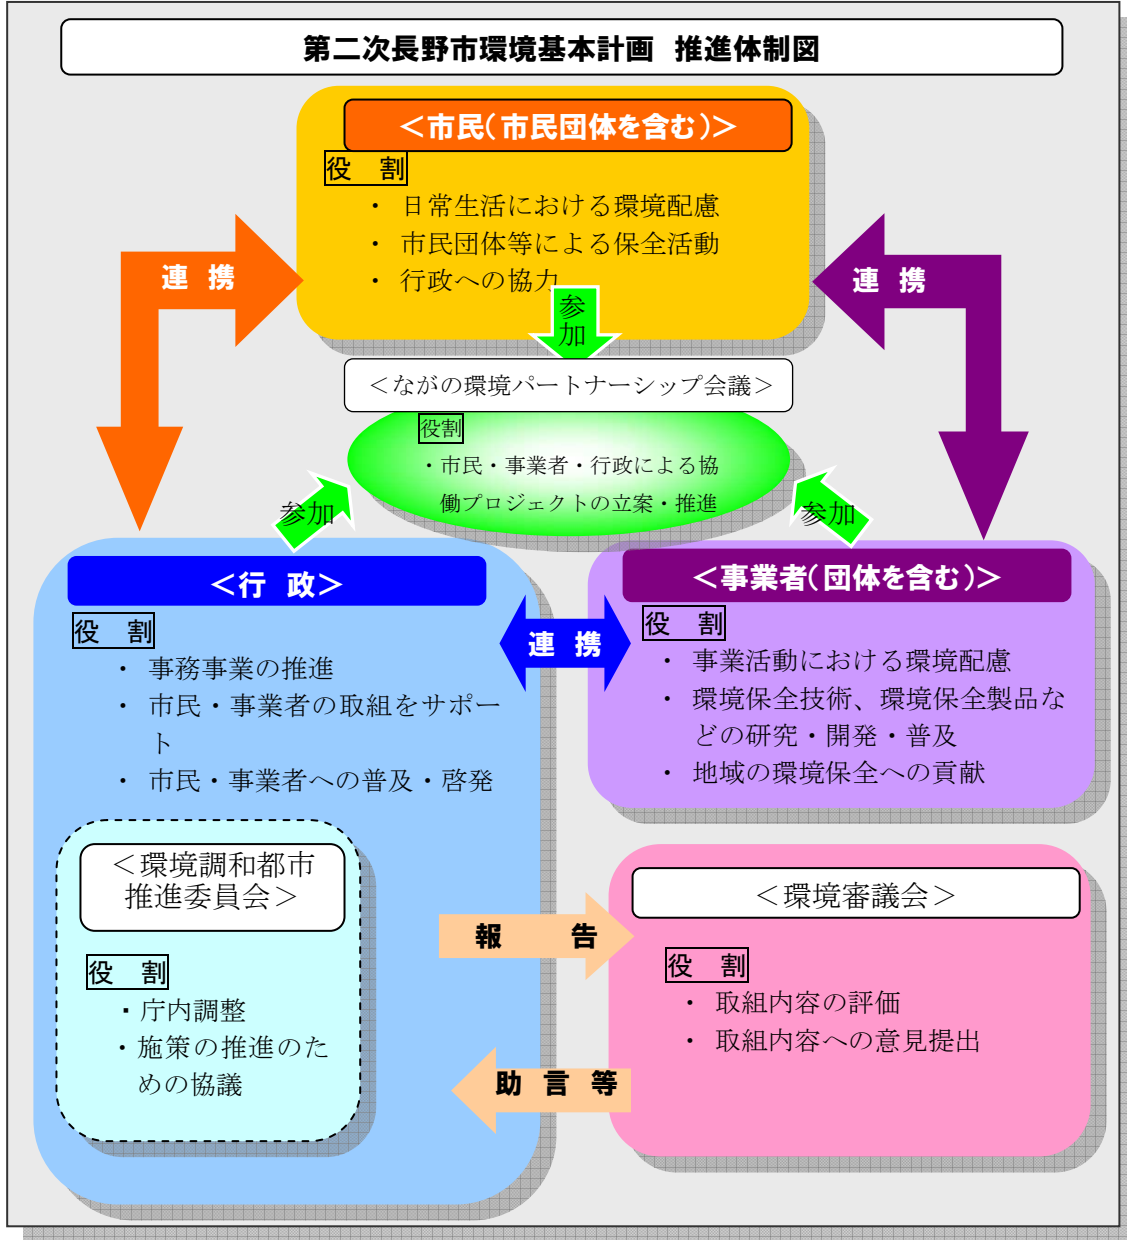 第二次長野市環境基本計画 推進体制図
＜市民（市民団体を含む）＞
役 割
・ 日常生活における環境配慮
・ 市民団体等による保全活動
・ 行政への協力
連 携
連 携
参加
＜ながの環境パートナーシップ会議＞
役割
・市民・事業者・行政による協
働プロジェクトの立案・推進
参加
参加
＜行 政＞
役 割
・ 事務事業の推進
・ 市民・事業者の取組をサポー
ト
・ 市民・事業者への普及・啓発
連 携
＜事業者（団体を含む）＞
役 割
・ 事業活動における環境配慮
・ 環境保全技術、環境保全製品な
どの研究・開発・普及
・ 地域の環境保全への貢献
＜環境調和都市
推進委員会＞
役 割
・庁内調整
・施策の推進のた
めの協議
報 告
助 言 等
＜環境審議会＞
役 割
・ 取組内容の評価
・ 取組内容への意見提出